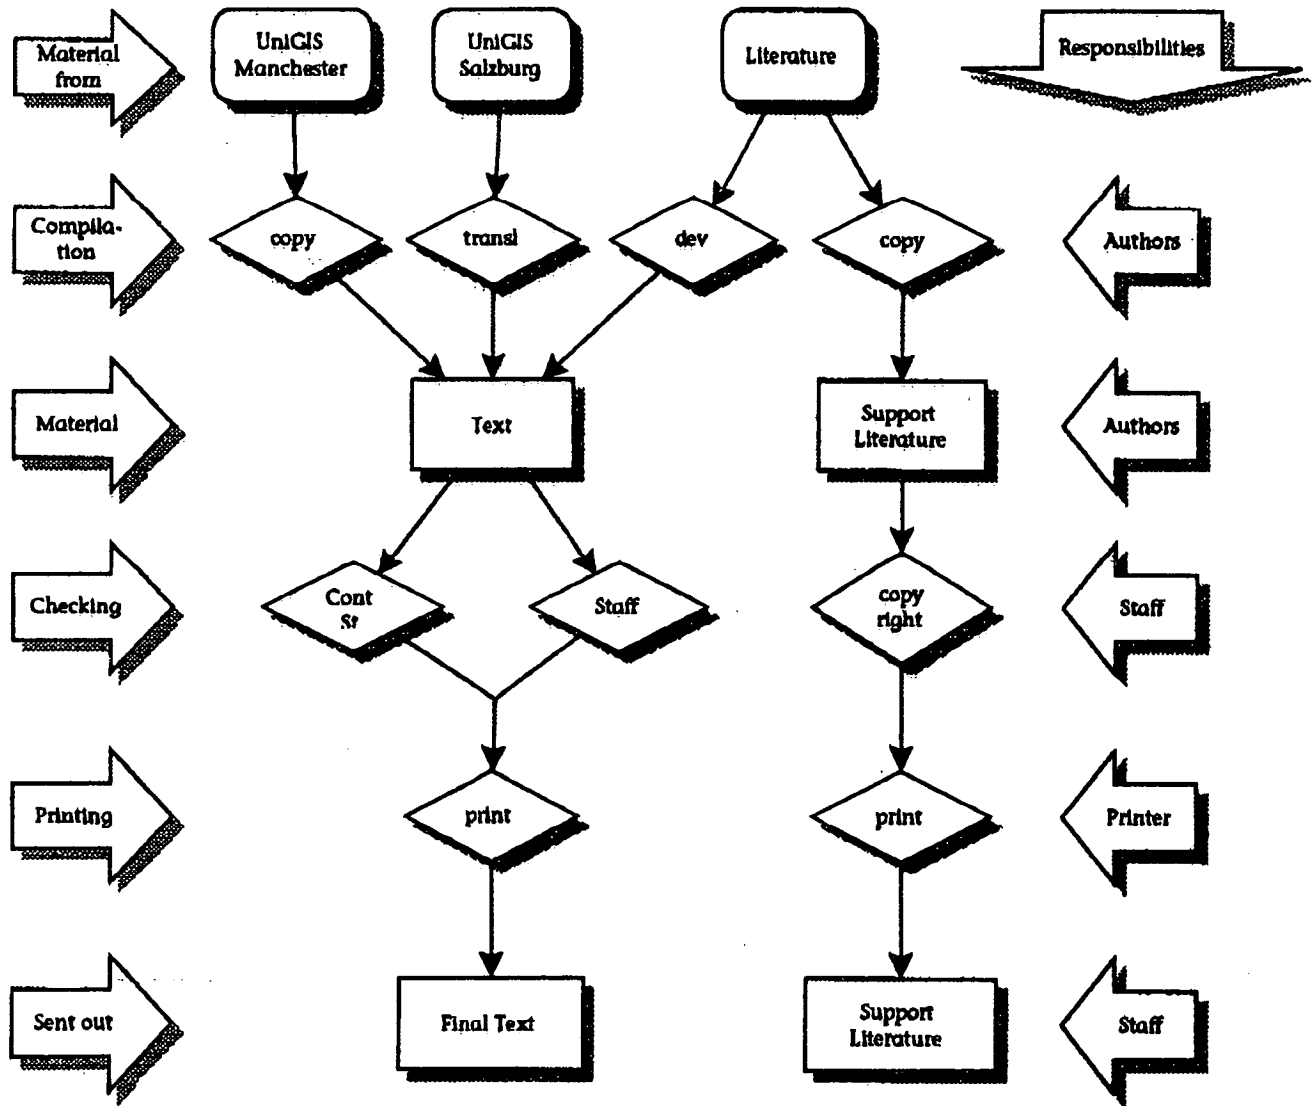 Material
from
UniGIS
Manchester
UniGIS
Salzburg
Literature
Responsibilities
Compila-
tion
copy
transl
dev
copy
Authors
Material
Text
Support
Literature
Authors
Checking
Cont
St
Staff
copy
right
Staff
Printing
print
print
Printer
Sent out
Final Text
Support
Literature
Staff